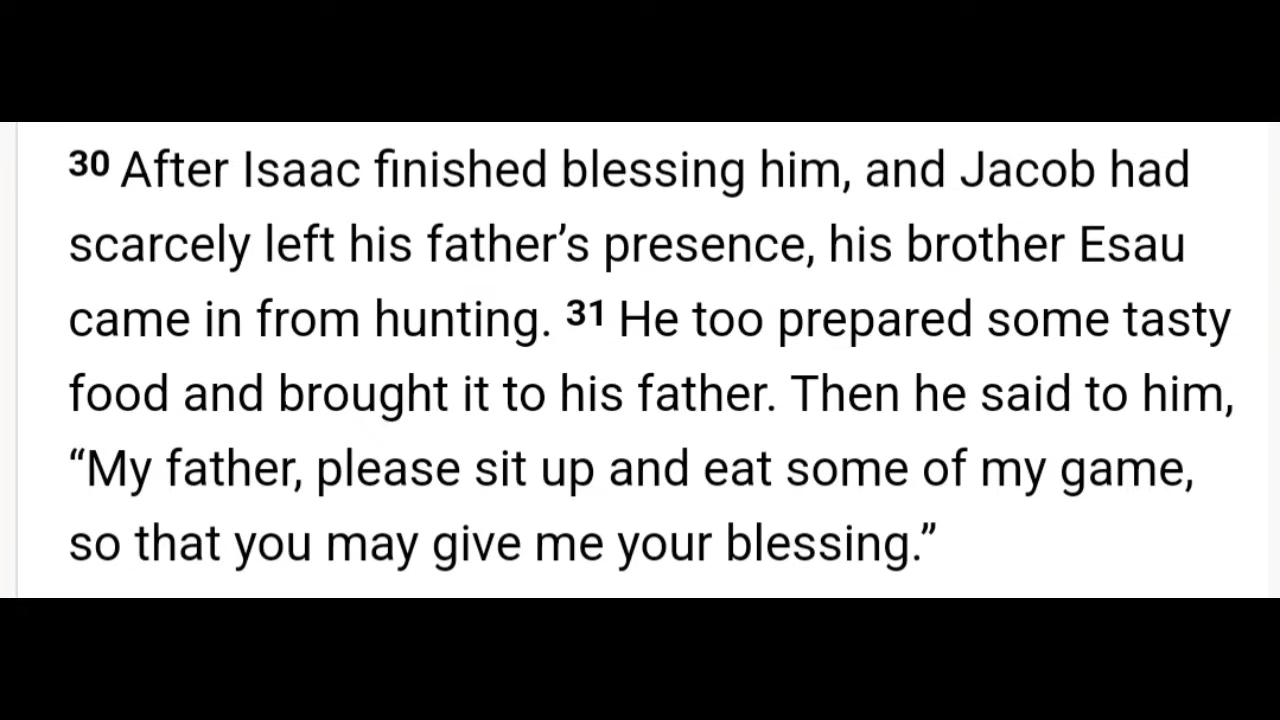 30 After Isaac finished blessing him, and Jacob had
scarcely left his father’s presence, his brother Esau
came in from hunting. 31 He too prepared some tasty
food and brought it to his father. Then he said to him,
“My father, please sit up and eat some of my game,
so that you may give me your blessing.”